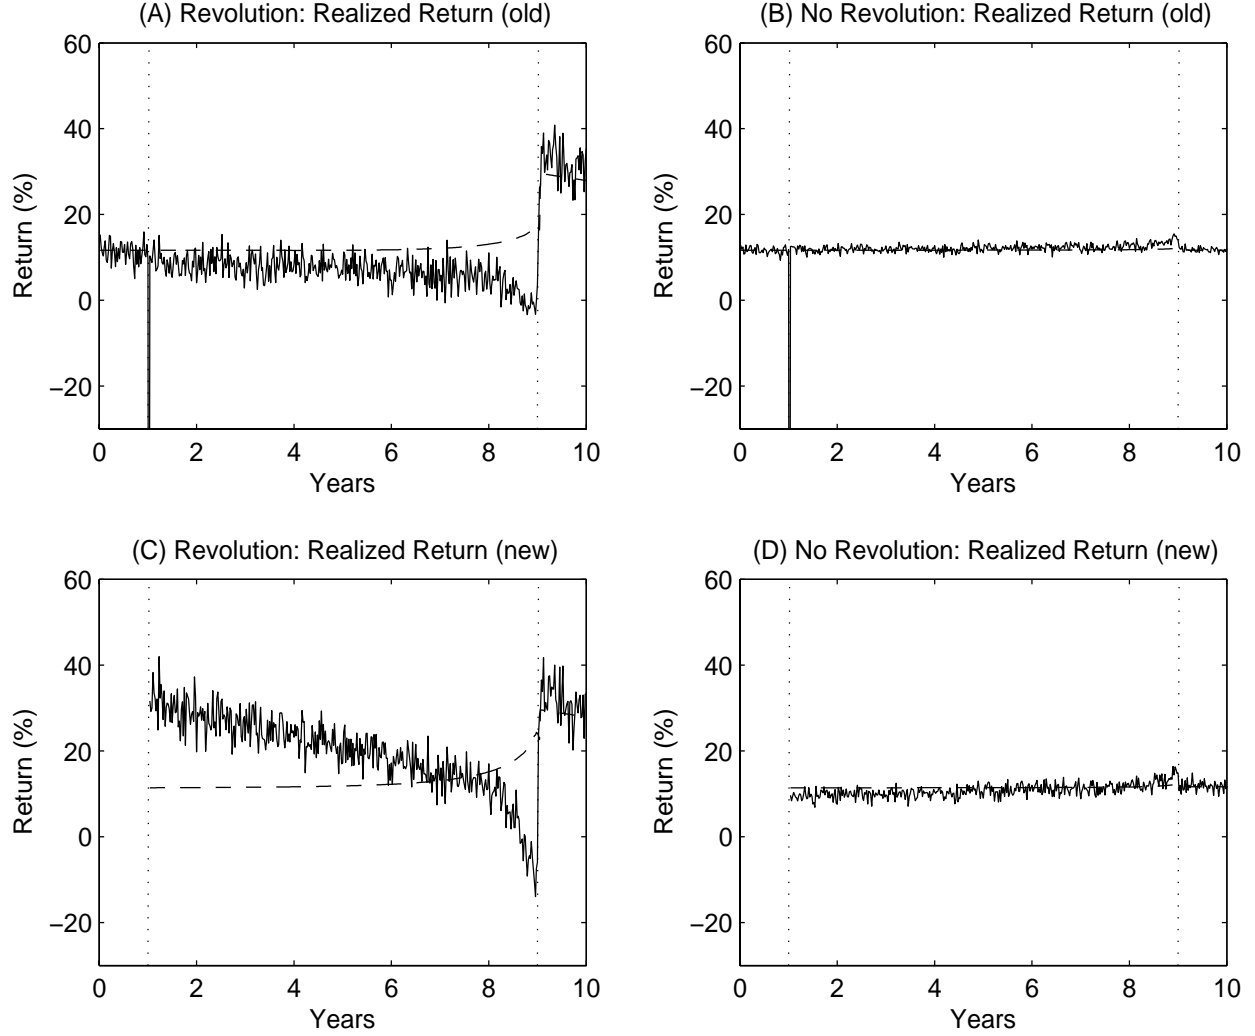 (A) Revolution: Realized Return (old)
60
40
20
0
−20
Return (%)
0 2 4 6 8 10
Years
(B) No Revolution: Realized Return (old)
60
40
20
0
−20
Return (%)
0 2 4 6 8 10
Years
(C) Revolution: Realized Return (new)
60
40
20
0
−20
Return (%)
0 2 4 6 8 10
Years
(D) No Revolution: Realized Return (new)
60
40
20
0
−20
Return (%)
0 2 4 6 8 10
Years